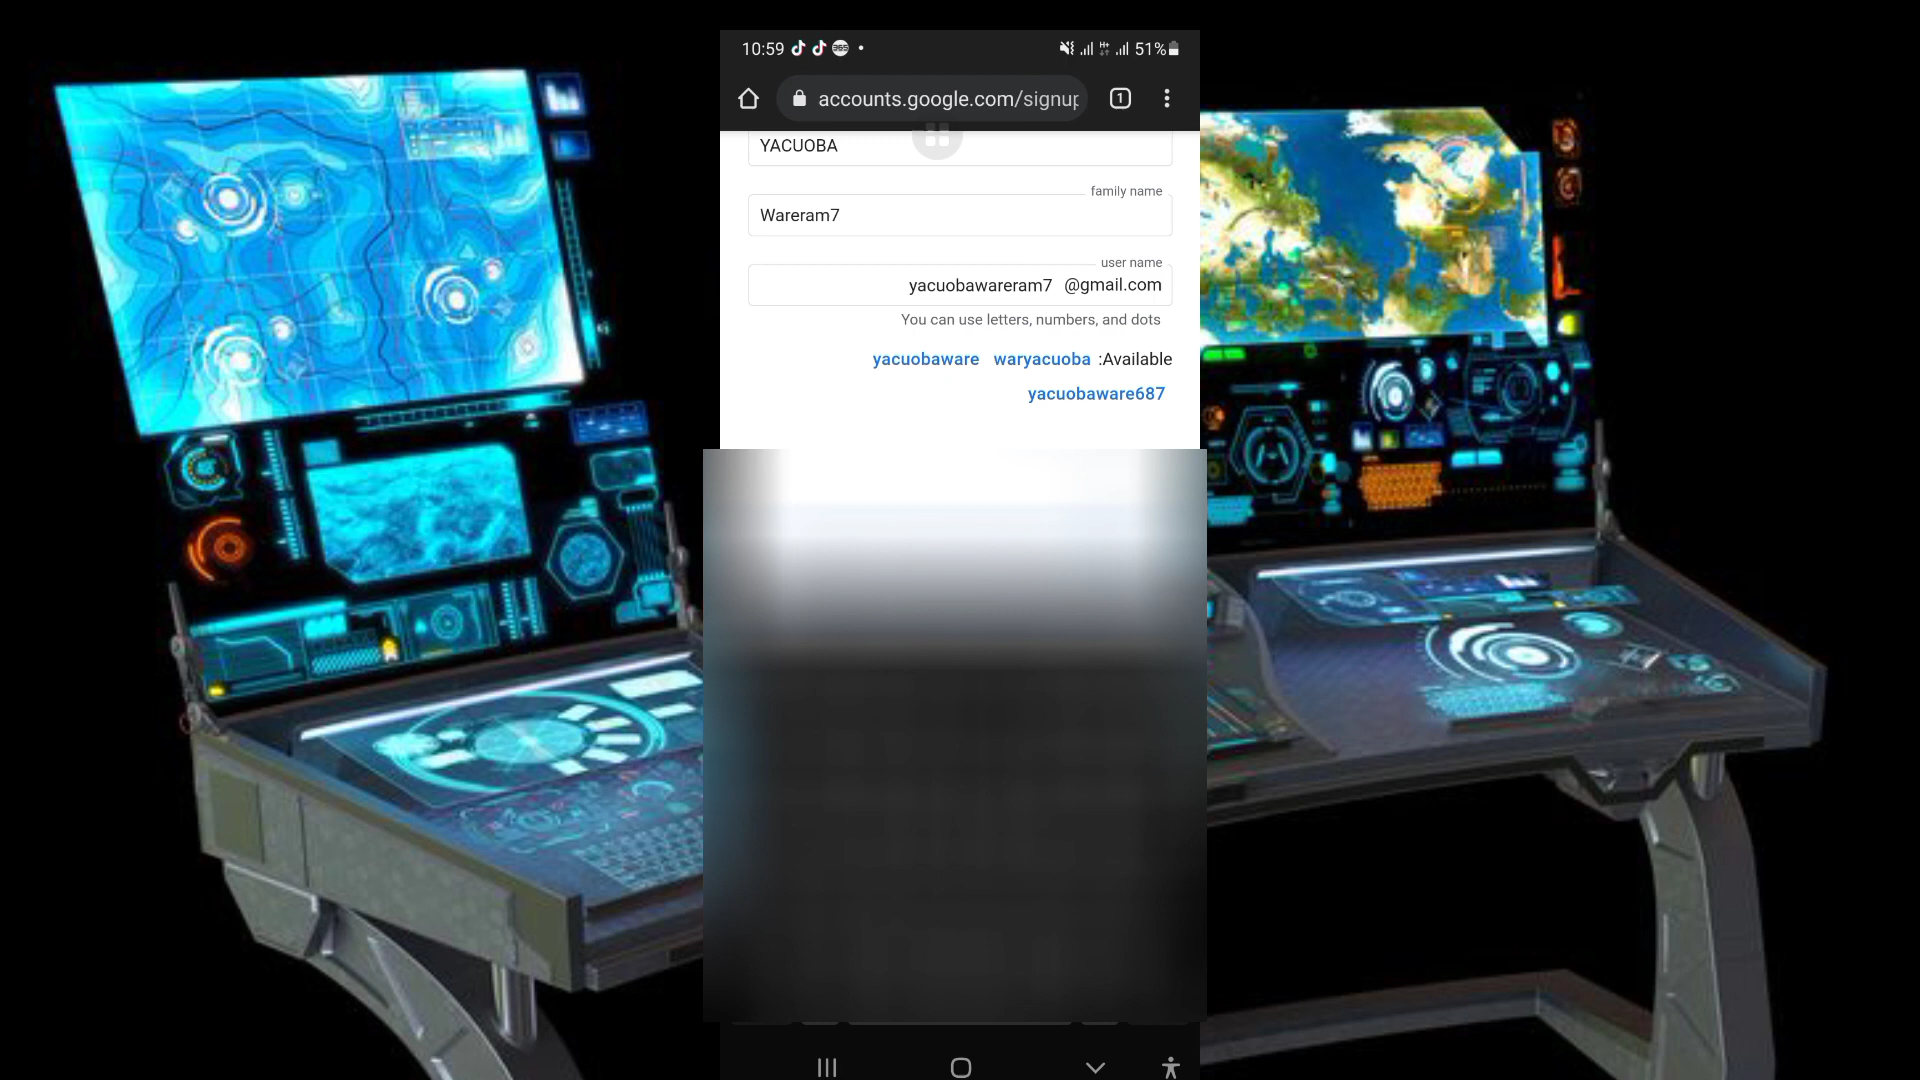 10:59
51%
accounts.google.com/signup
1
YACUOBA
family name
Wareram7
user name
yacuobawareram7 @gmail.com
You can use letters, numbers, and dots
yacuobaware waryacuoba :Available
yacuobaware687